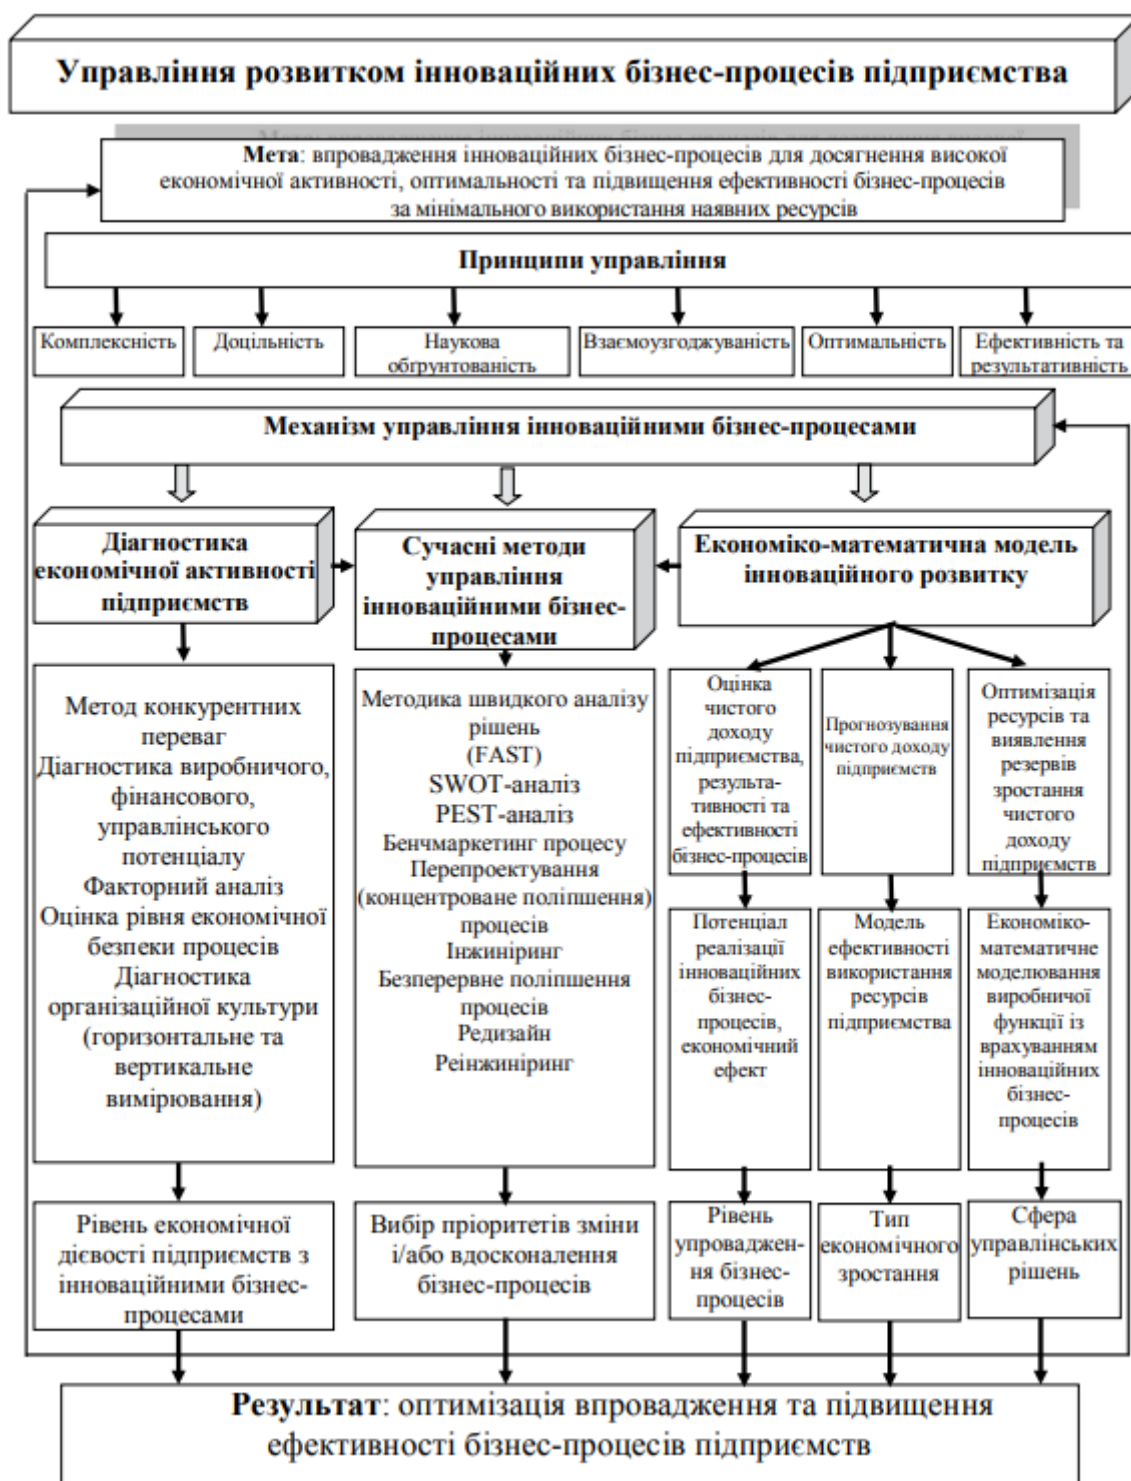 Управління розвитком інноваційних бізнес-процесів підприємства
Мета: впровадження інноваційних бізнес-процесів для досягнення високої
економічної активності, оптимальності та підвищення ефективності бізнес-процесів
за мінімального використання наявних ресурсів
Принципи управління
Комплексність
Доцільність
Наукова
обґрунтованість
Взаємоузгоджуваність
Оптимальність
Ефективність та
результативність
Механізм управління інноваційними бізнес-процесами
Діагностика
економічної активності
підприємств
Сучасні методи
управління
інноваційними бізнес-
процесами
Економіко-математична модель
інноваційного розвитку
Метод конкурентних
переваг
Діагностика виробничого,
фінансового,
управлінського
потенціалу
Факторний аналіз
Оцінка рівня економічної
безпеки процесів
Діагностика
організаційної культури
(горизонтальне та
вертикальне
вимірювання)
Методика швидкого аналізу
рішень
(FAST)
SWOT-аналіз
PEST-аналіз
Бенчмаркетинг процесу
Перепроектування
(концентроване поліпшення)
процесів
Інжиніринг
Безперервне поліпшення
процесів
Редизайн
Реінжиніринг
Оцінка
чистого
доходу
підприємства,
результа-
тивності та
ефективності
бізнес-процесів
Прогнозування
чистого доходу
підприємств
Оптимізація
ресурсів та
виявлення
резервів
зростання
чистого
доходу
підприємств
Потенціал
реалізації
інноваційних
бізнес-
процесів,
економічний
ефект
Модель
ефективності
використання
ресурсів
підприємства
Економіко-
математичне
моделювання
виробничої
функції із
врахуванням
інноваційних
бізнес-
процесів
Рівень економічної
дієвості підприємств з
інноваційними бізнес-
процесами
Вибір пріоритетів зміни
і/або вдосконалення
бізнес-процесів
Рівень
упроваджен-
ня бізнес-
процесів
Тип
економічного
зростання
Сфера
управлінських
рішень
Результат: оптимізація впровадження та підвищення
ефективності бізнес-процесів підприємств